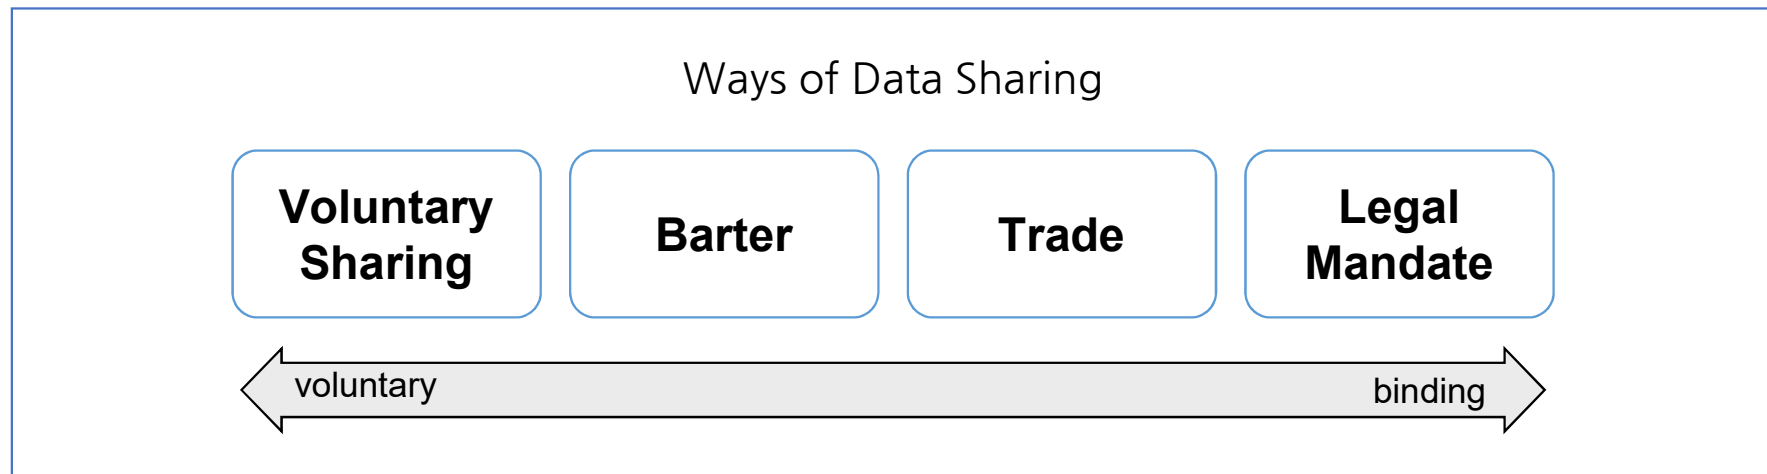 Ways of Data Sharing
Voluntary
Sharing
Barter
Trade
Legal
Mandate
voluntary
binding